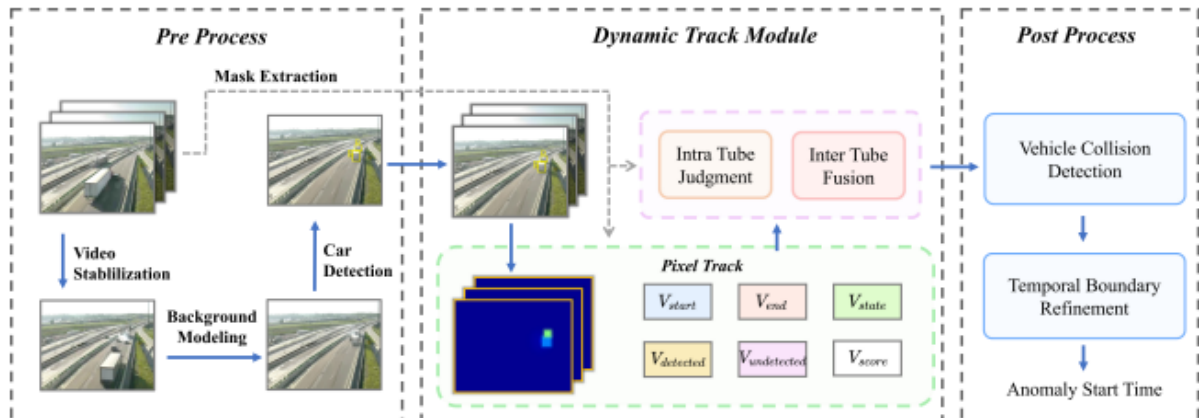 Pre Process
Dynamic Track Module
Post Process
Mask Extraction
Intra Tube
Judgment
Inter Tube
Fusion
Vehicle Collision
Detection
Video
Stablilization
Car
Detection
Background
Modeling
Pixel Track
V_start
V_end
V_state
V_detected
V_undetected
V_score
Temporal Boundary
Refinement
Anomaly Start Time